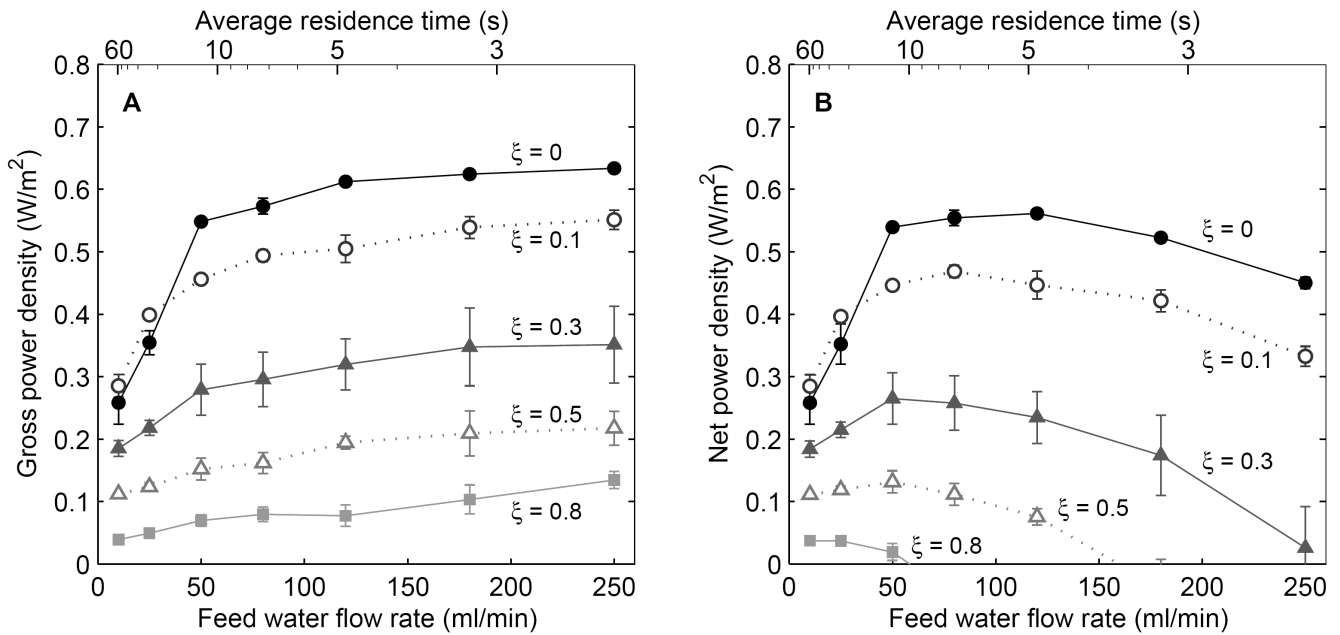 Average residence time (s)
60 10 5 3
A
Gross power density (W/m²)
0.8
0.7
0.6
0.5
0.4
0.3
0.2
0.1
0
ξ = 0
ξ = 0.1
ξ = 0.3
ξ = 0.5
ξ = 0.8
0 50 100 150 200 250
Feed water flow rate (ml/min)
Average residence time (s)
60 10 5 3
B
Net power density (W/m²)
0.8
0.7
0.6
0.5
0.4
0.3
0.2
0.1
0
ξ = 0
ξ = 0.1
ξ = 0.3
ξ = 0.5
ξ = 0.8
0 50 100 150 200 250
Feed water flow rate (ml/min)